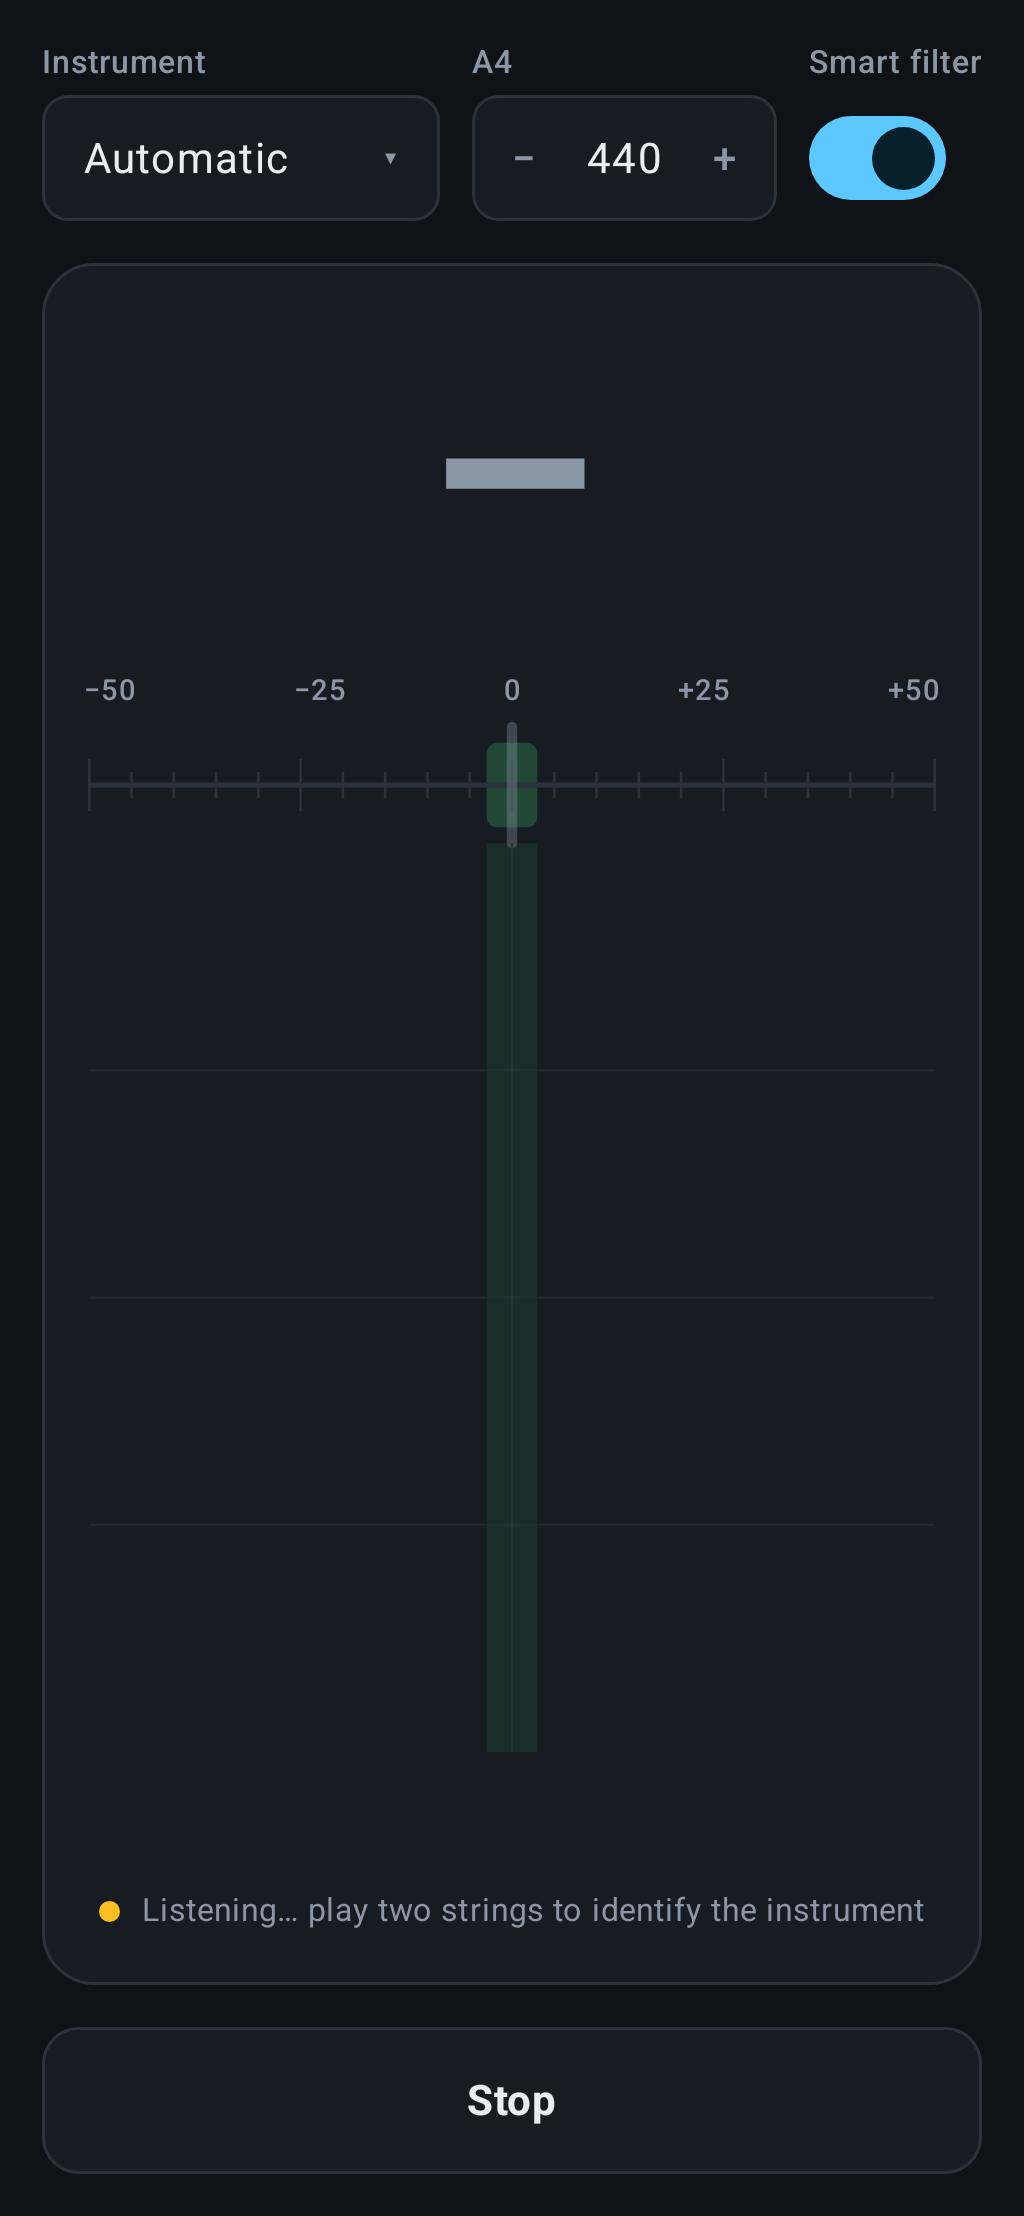 Instrument A4 Smart filter
Automatic ▾ − 440 +
−50 −25 0 +25 +50
Listening… play two strings to identify the instrument
Stop